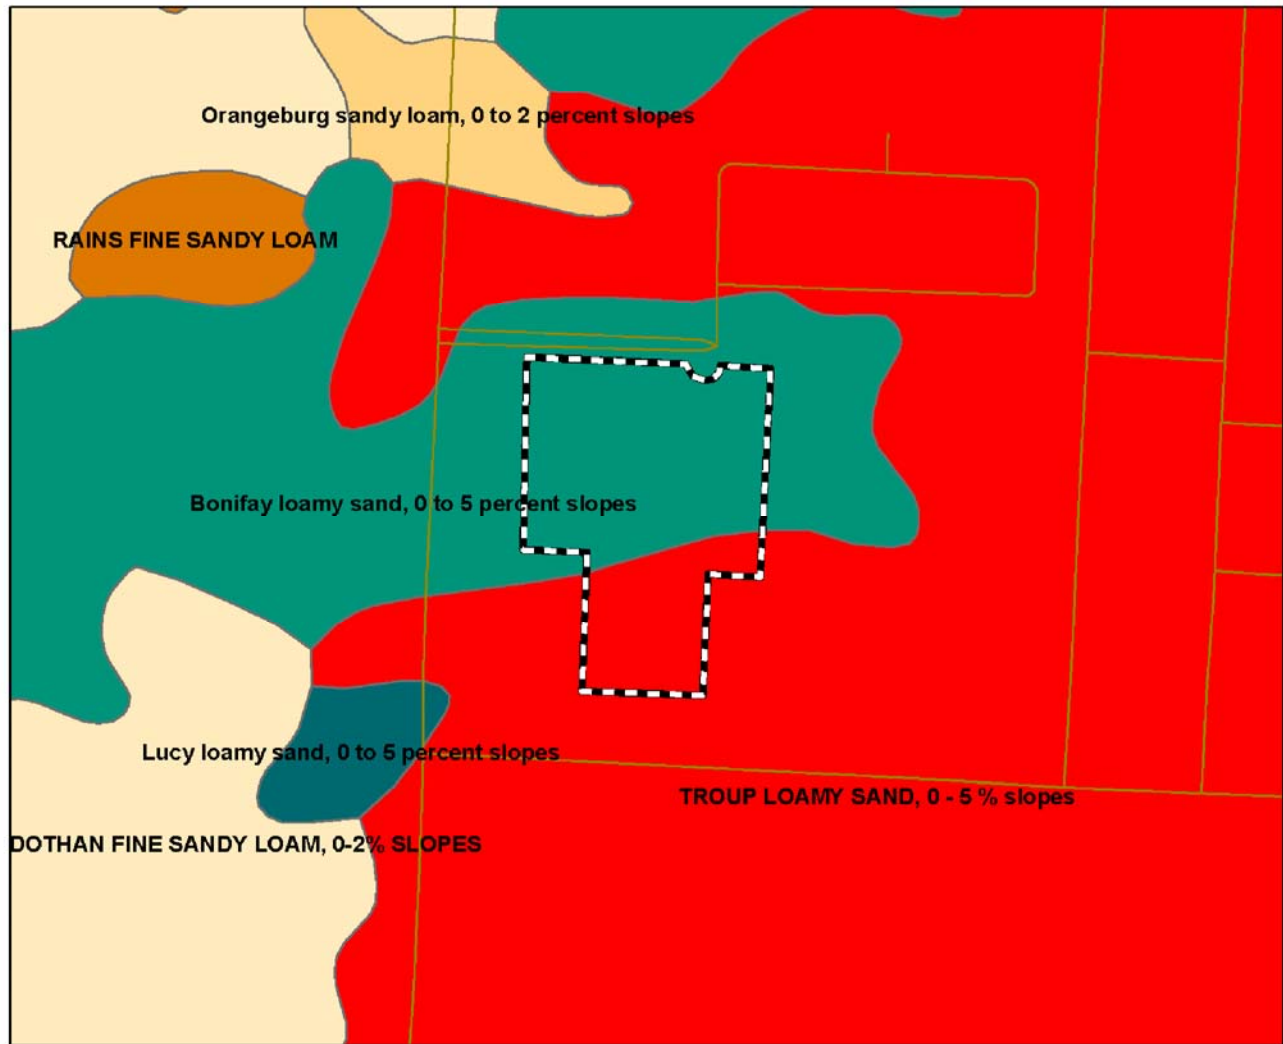 Orangeburg sandy loam, 0 to 2 percent slopes
RAINS FINE SANDY LOAM
Bonifay loamy sand, 0 to 5 percent slopes
Lucy loamy sand, 0 to 5 percent slopes
TROUP LOAMY SAND, 0 - 5 % slopes
DOTHAN FINE SANDY LOAM, 0-2% SLOPES